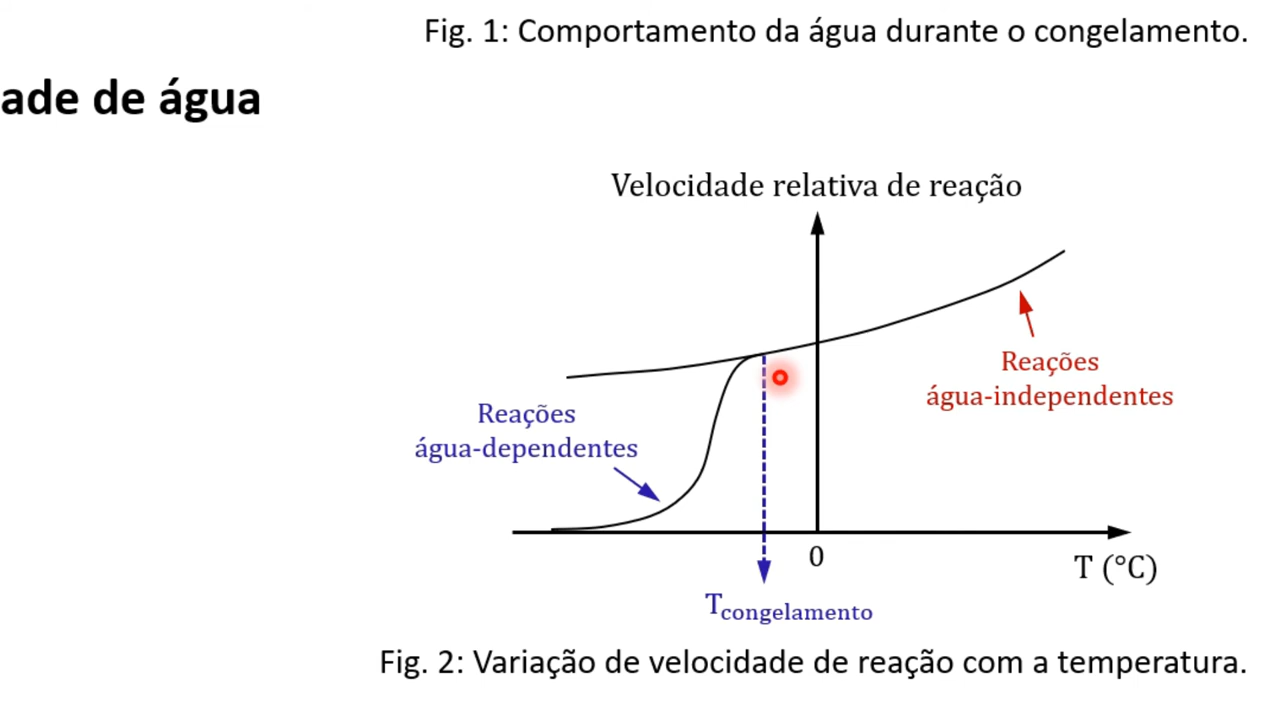 Fig. 1: Comportamento da água durante o congelamento.
ade de água
Velocidade relativa de reação
Reações
água-independentes
Reações
água-dependentes
0
T (°C)
Tcongelamento
Fig. 2: Variação de velocidade de reação com a temperatura.